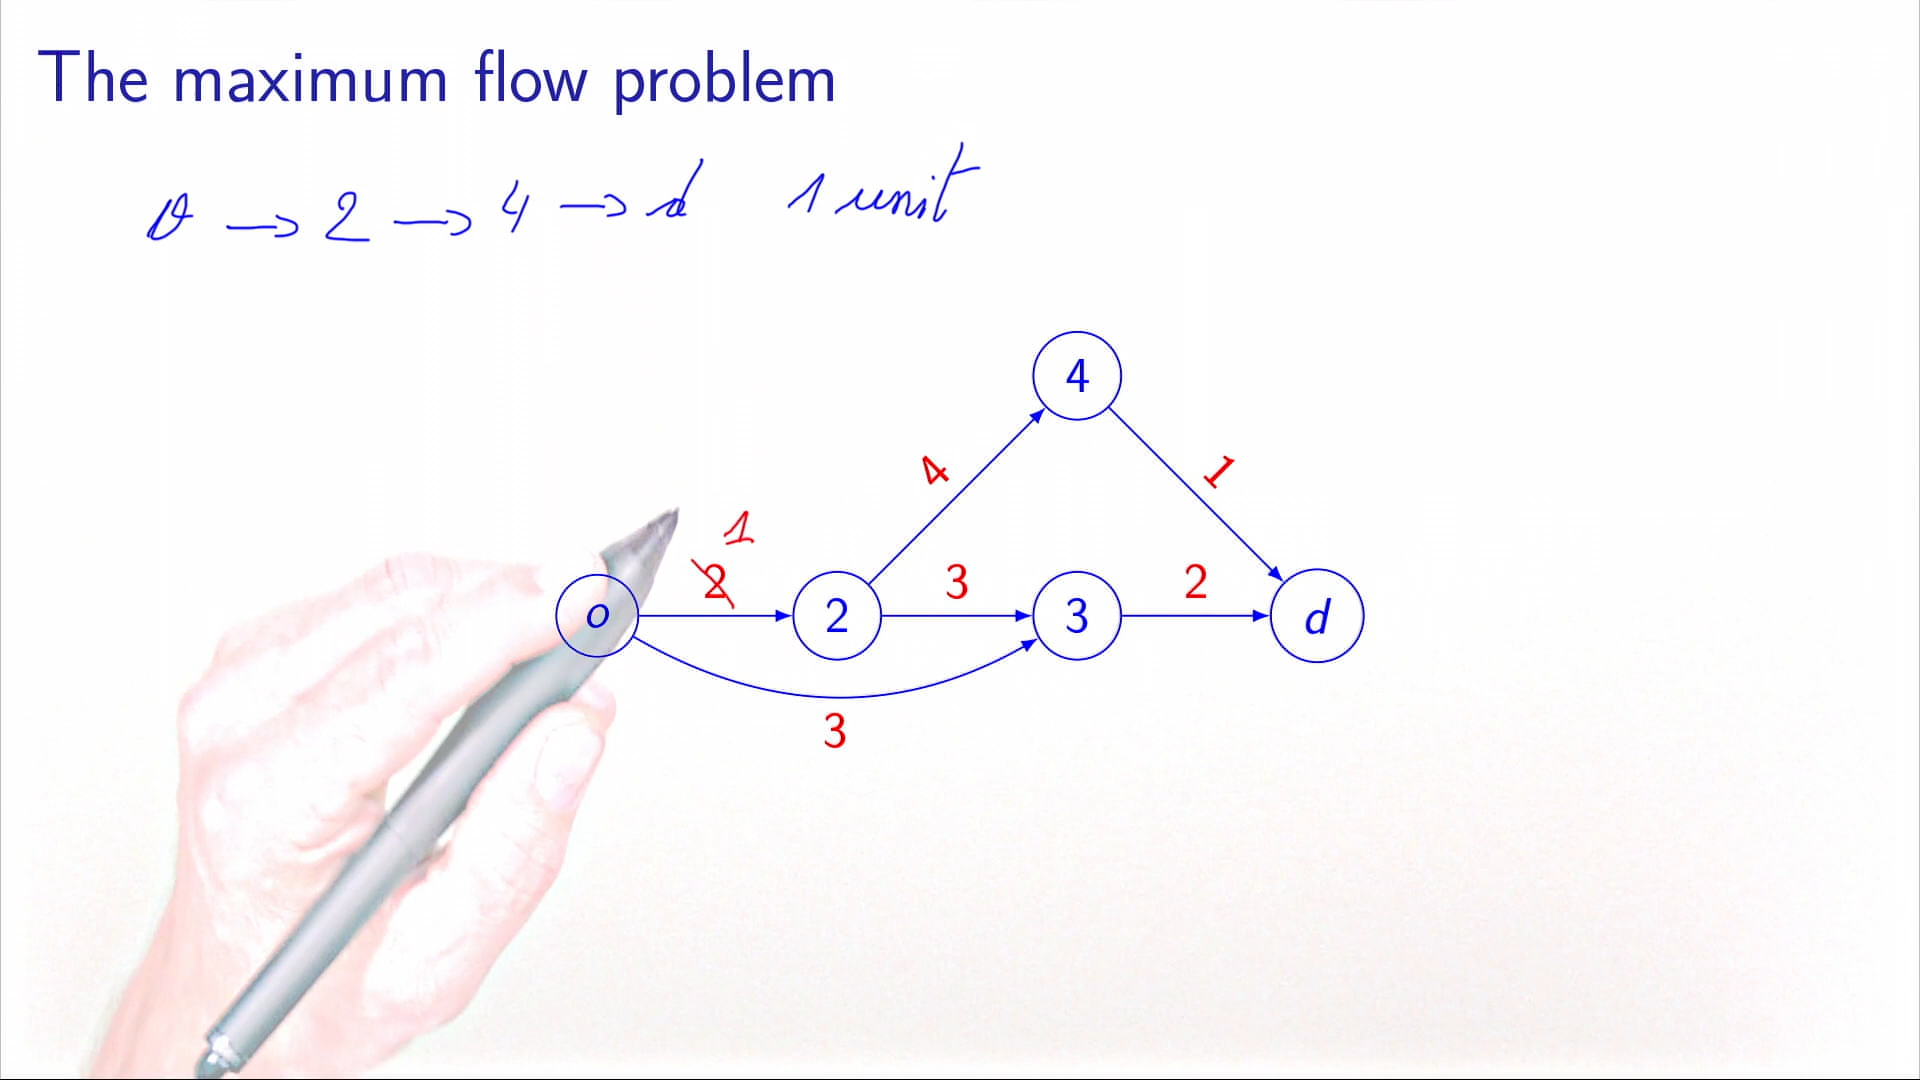 The maximum flow problem
o → 2 → 4 → d 1 unit
4
4
1
1
2
3
2
o
2
3
d
3